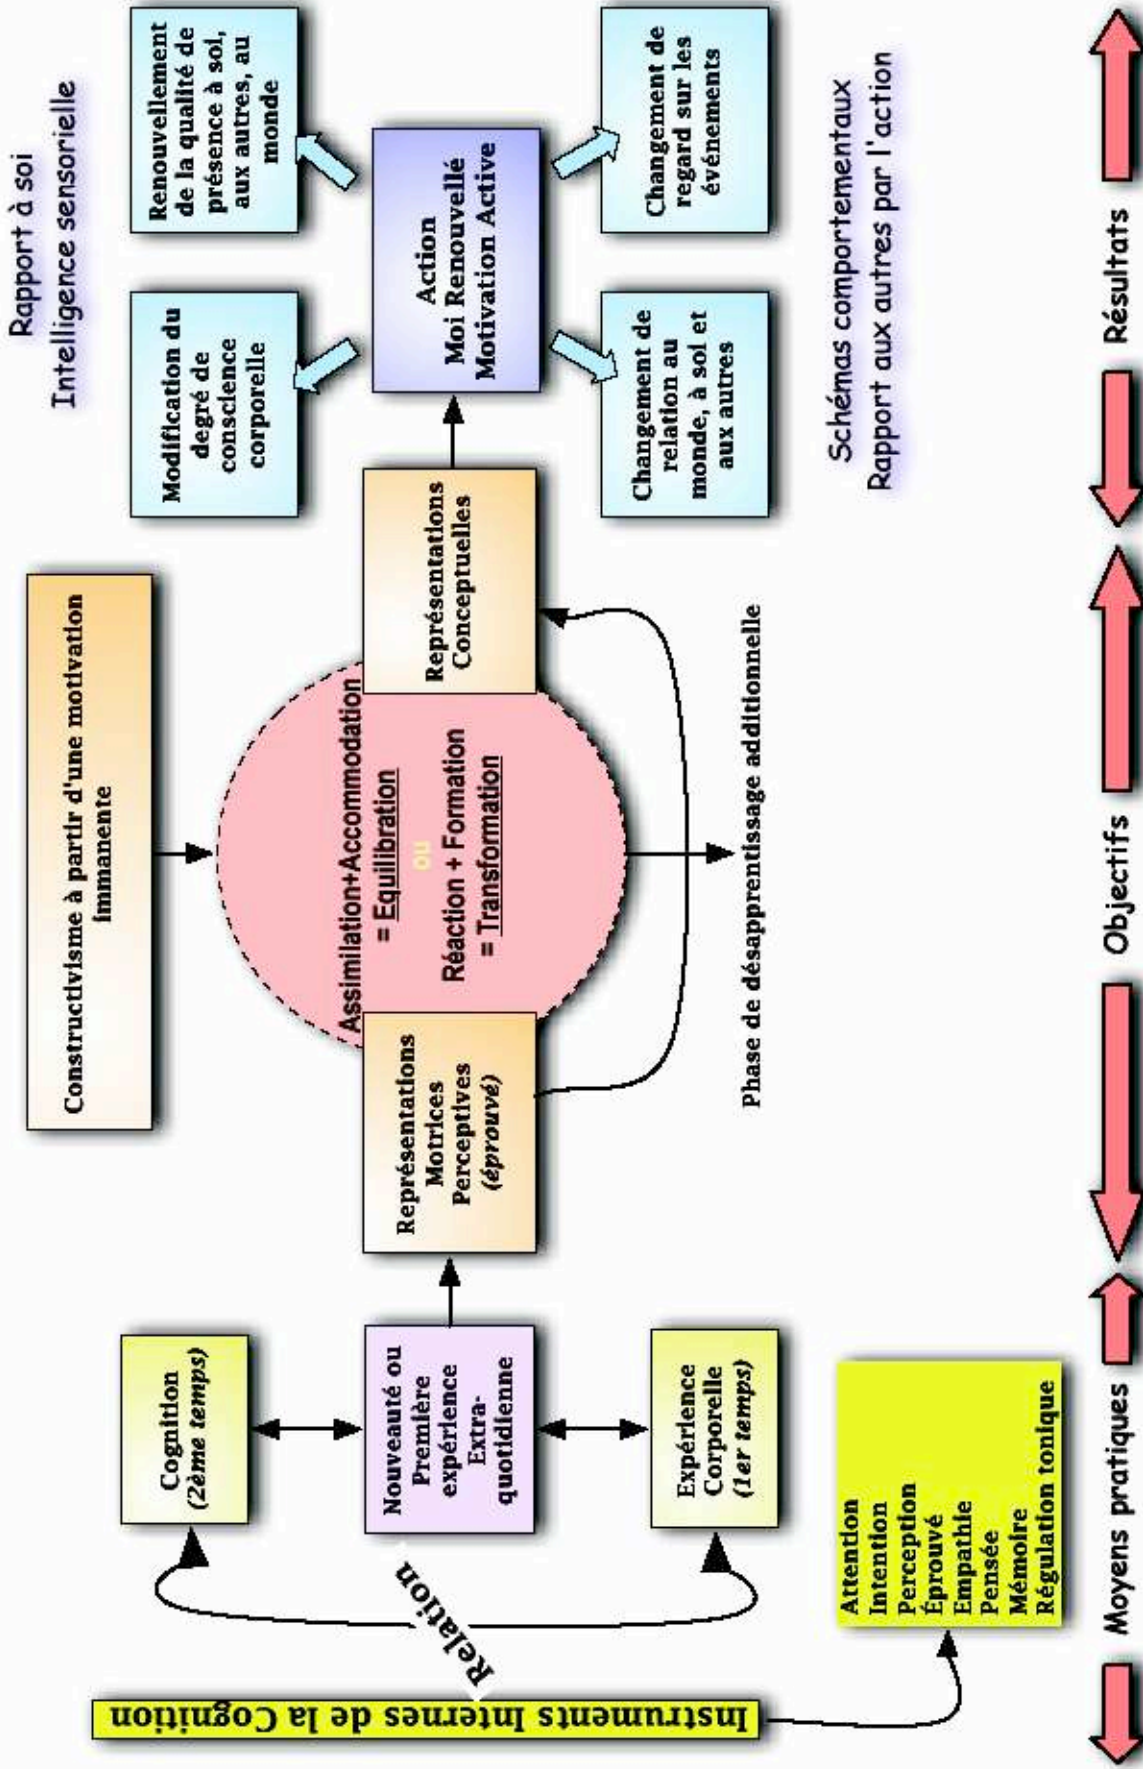 Instruments Internes de la Cognition
Relation
Cognition
(2ème temps)
Nouveauté ou
Première
expérience
Extra-
quotidienne
Expérience
Corporelle
(1er temps)
Attention
Intention
Perception
Éprouvé
Empathie
Pensée
Mémoire
Régulation tonique
Constructivisme à partir d'une motivation
immanente
Représentations
Motrices
Perceptives
(éprouvé)
Assimilation+Accommodation
= Equilibration
ou
Réaction + Formation
= Transformation
Représentations
Conceptuelles
Phase de désapprentissage additionnelle
Rapport à soi
Intelligence sensorielle
Modification du
degré de
conscience
corporelle
Renouvellement
de la qualité de
présence à soi,
aux autres, au
monde
Action
Moi Renouvellé
Motivation Active
Changement de
relation au
monde, à soi et
aux autres
Changement de
regard sur les
événements
Schémas comportementaux
Rapport aux autres par l'action
Moyens pratiques
Objectifs
Résultats